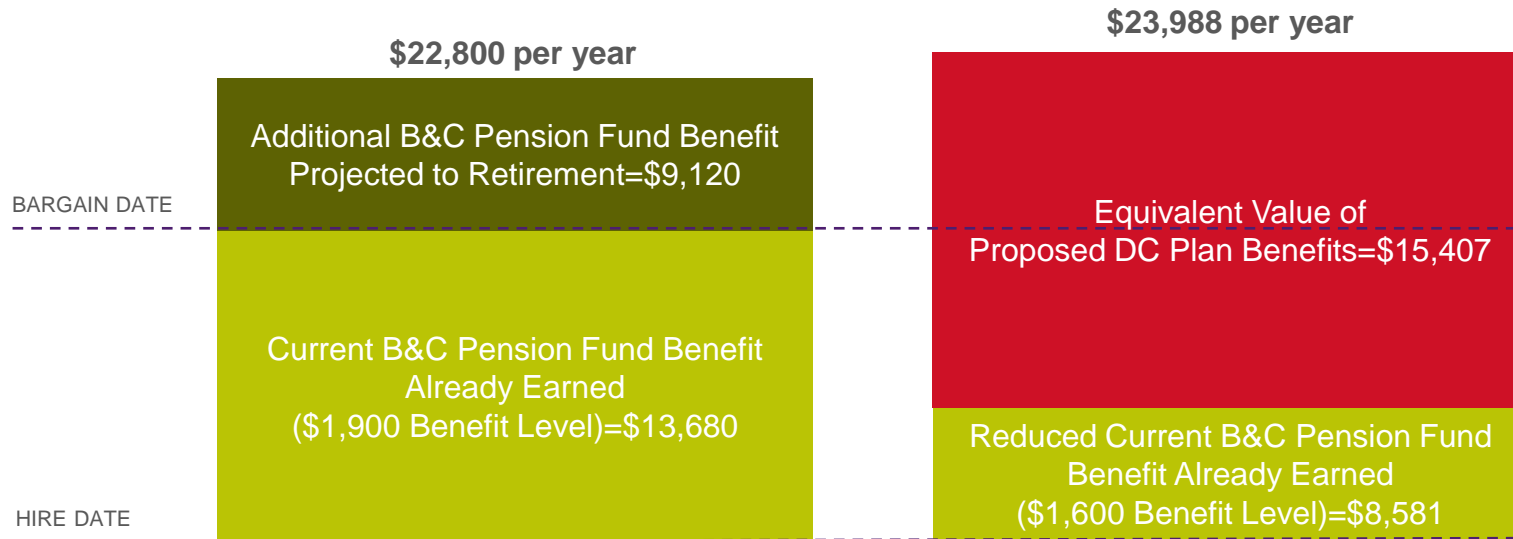 $22,800 per year
$23,988 per year
Additional B&C Pension Fund Benefit
Projected to Retirement=$9,120
BARGAIN DATE
Equivalent Value of
Proposed DC Plan Benefits=$15,407
Current B&C Pension Fund Benefit
Already Earned
($1,900 Benefit Level)=$13,680
Reduced Current B&C Pension Fund
Benefit Already Earned
($1,600 Benefit Level)=$8,581
HIRE DATE